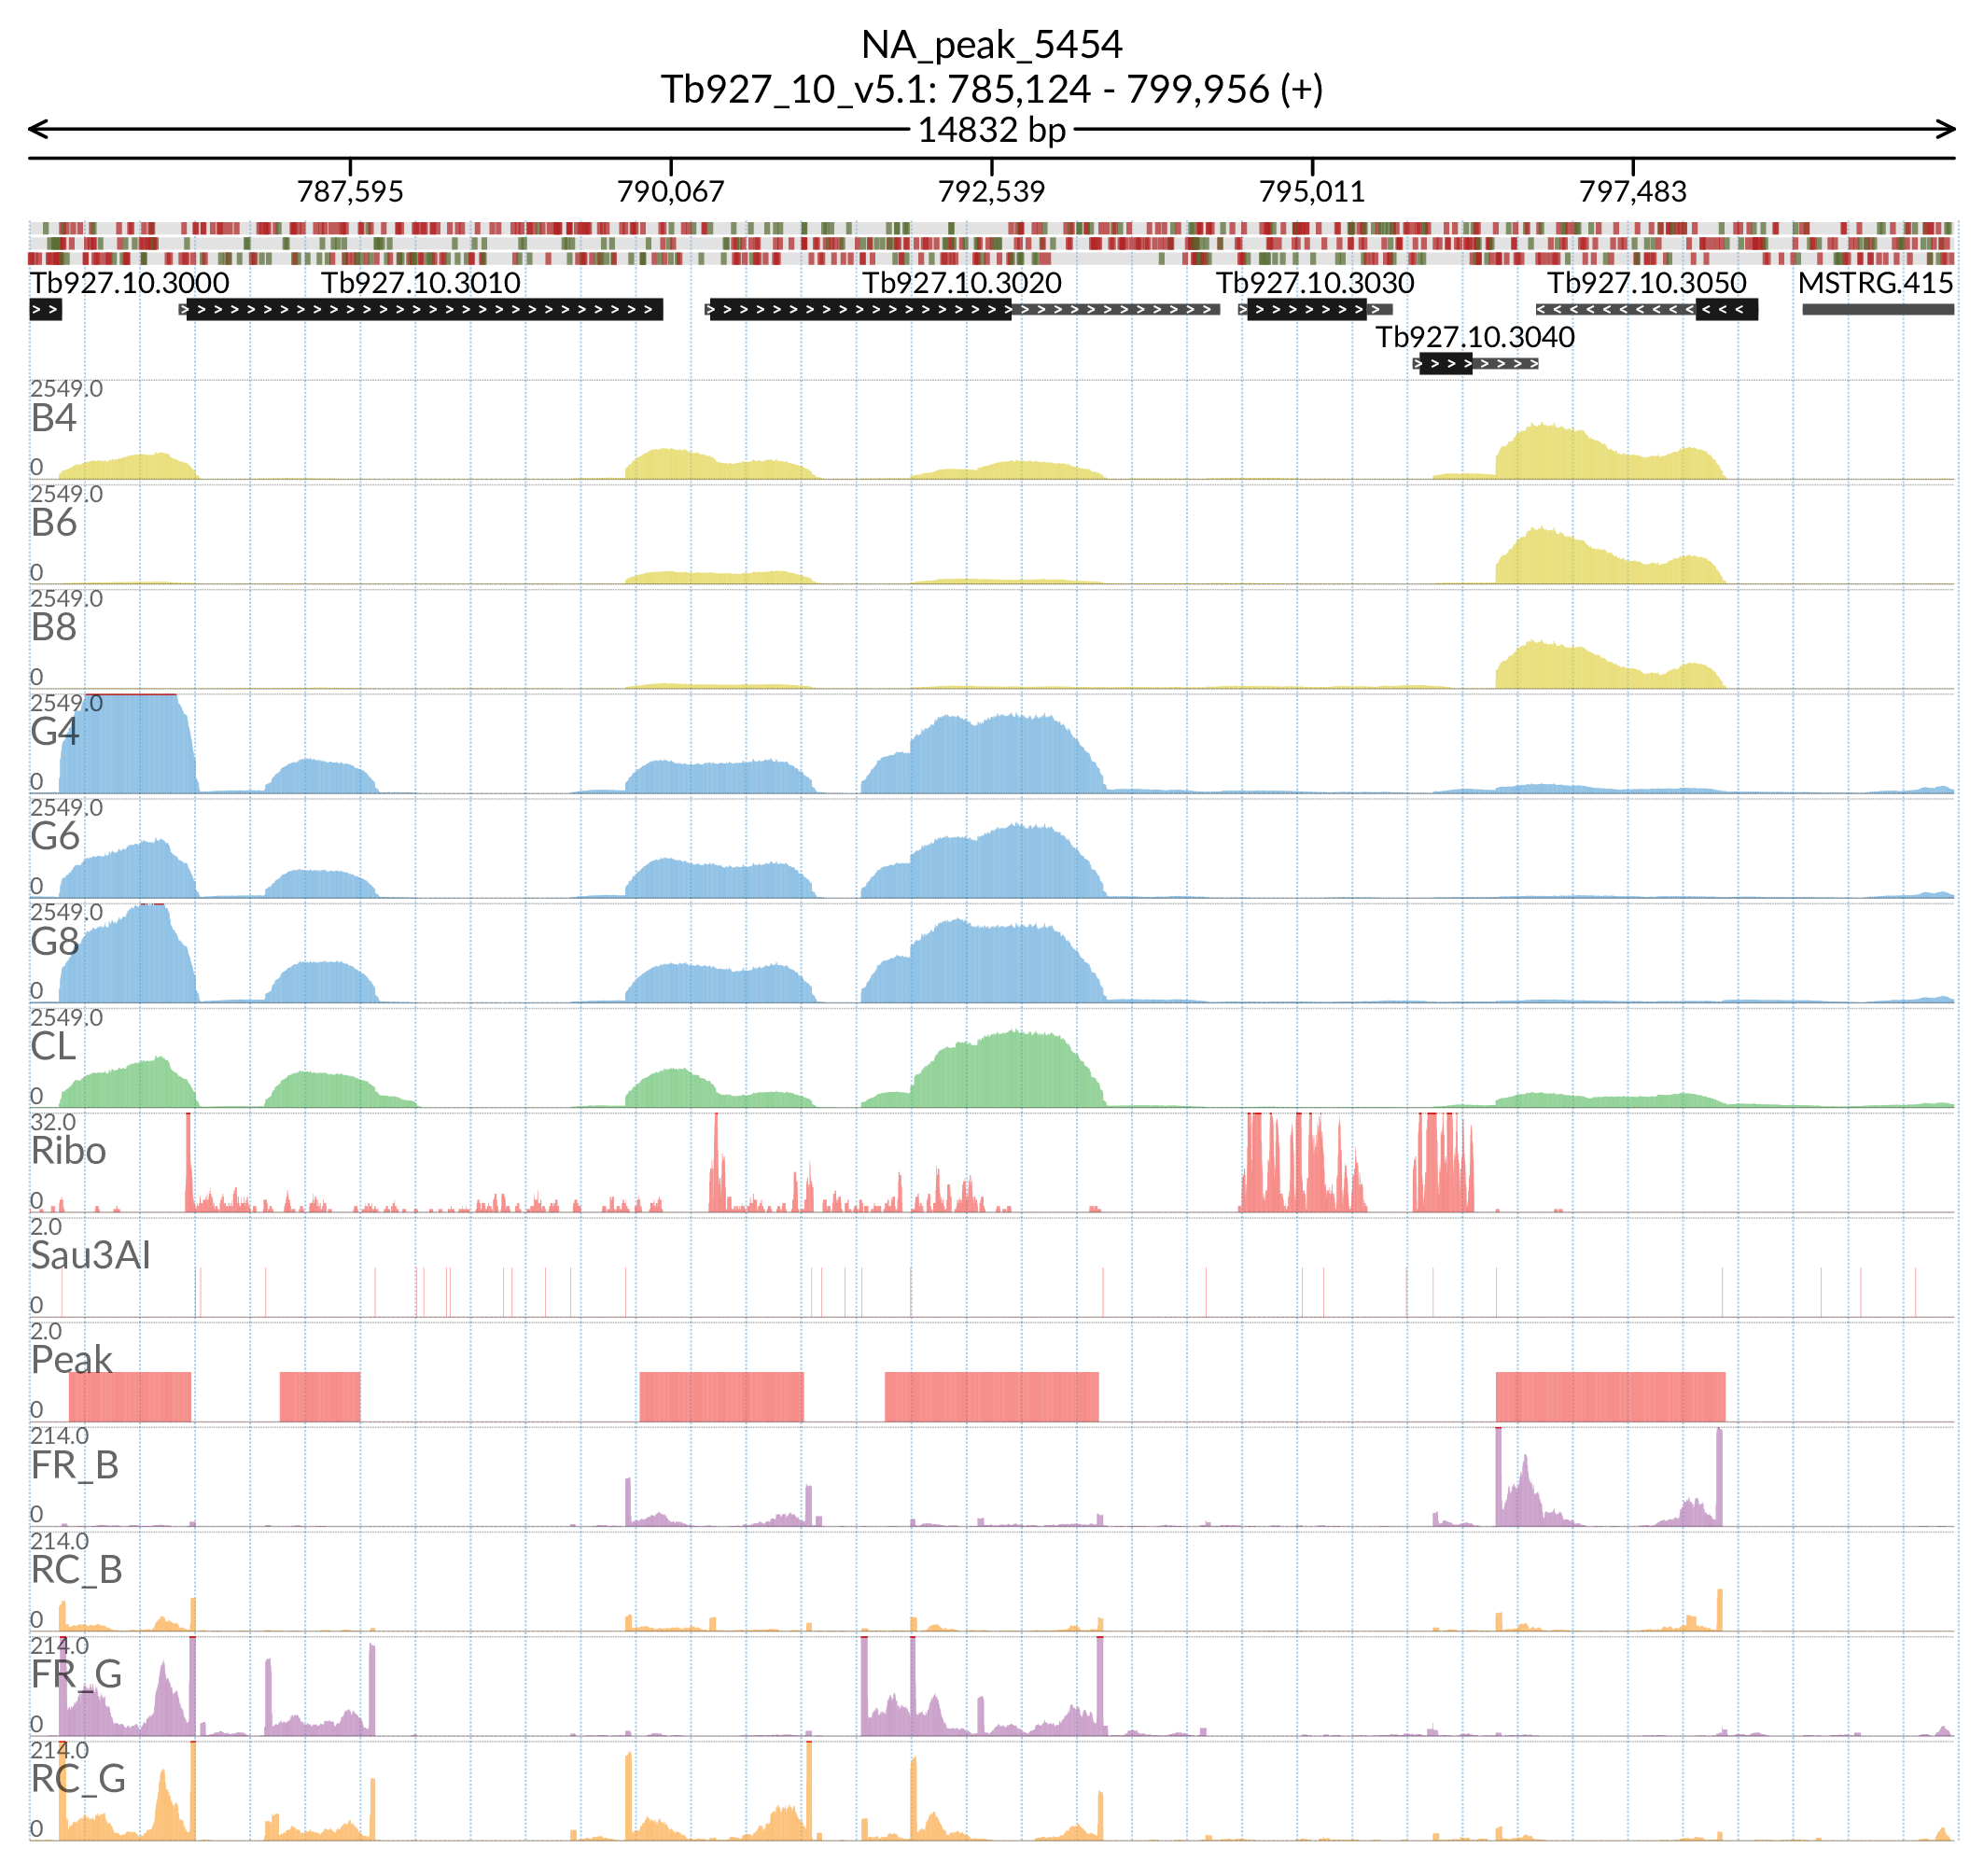 NA_peak_5454
Tb927_10_v5.1: 785,124 - 799,956 (+)
14832 bp
787,595 790,067 792,539 795,011 797,483
Tb927.10.3000 Tb927.10.3010 Tb927.10.3020 Tb927.10.3030 Tb927.10.3050 MSTRG.415
Tb927.10.3040
2549.0
B4
0
2549.0
B6
0
2549.0
B8
0
2549.0
G4
0
2549.0
G6
0
2549.0
G8
0
2549.0
CL
0
32.0
Ribo
0
2.0
Sau3AI
0
2.0
Peak
0
214.0
FR_B
0
214.0
RC_B
0
214.0
FR_G
0
214.0
RC_G
0